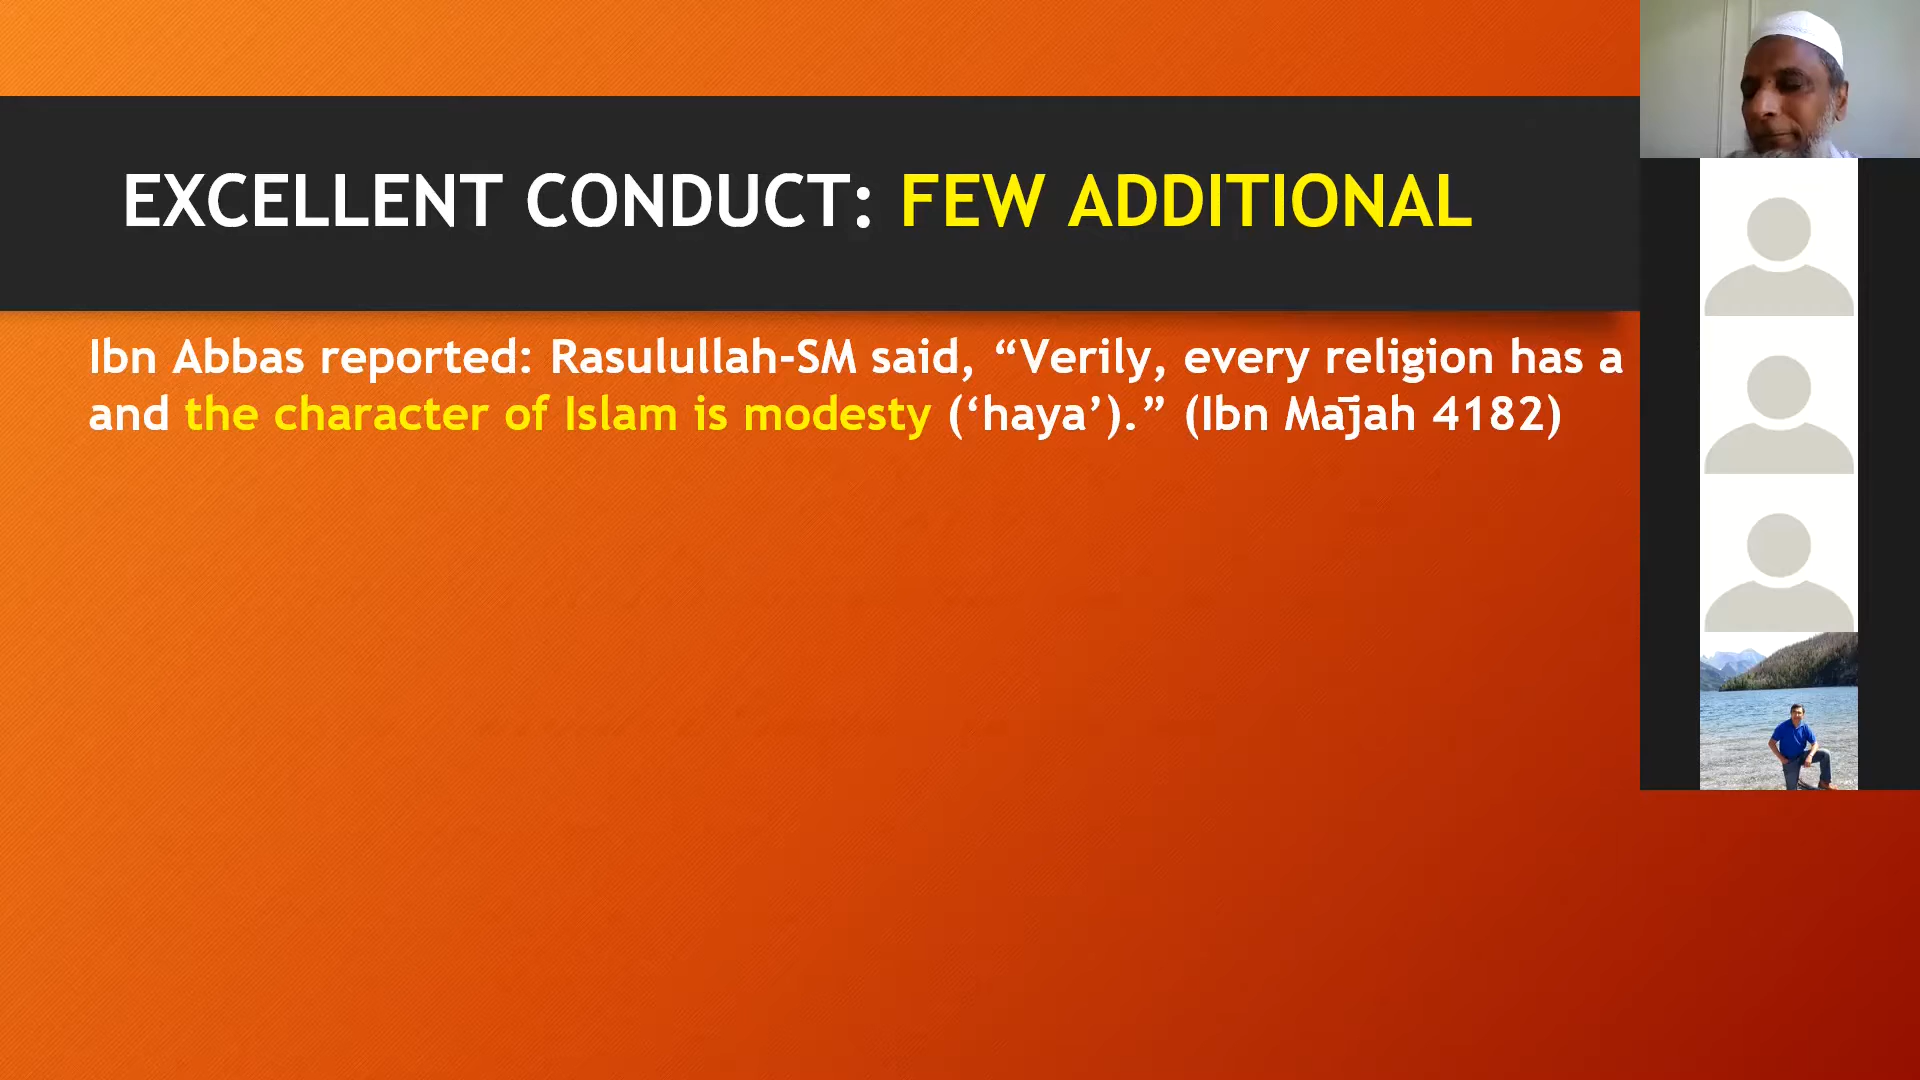 EXCELLENT CONDUCT: FEW ADDITIONAL
Ibn Abbas reported: Rasulullah-SM said, “Verily, every religion has a
and the character of Islam is modesty (‘haya’).” (Ibn Mājah 4182)